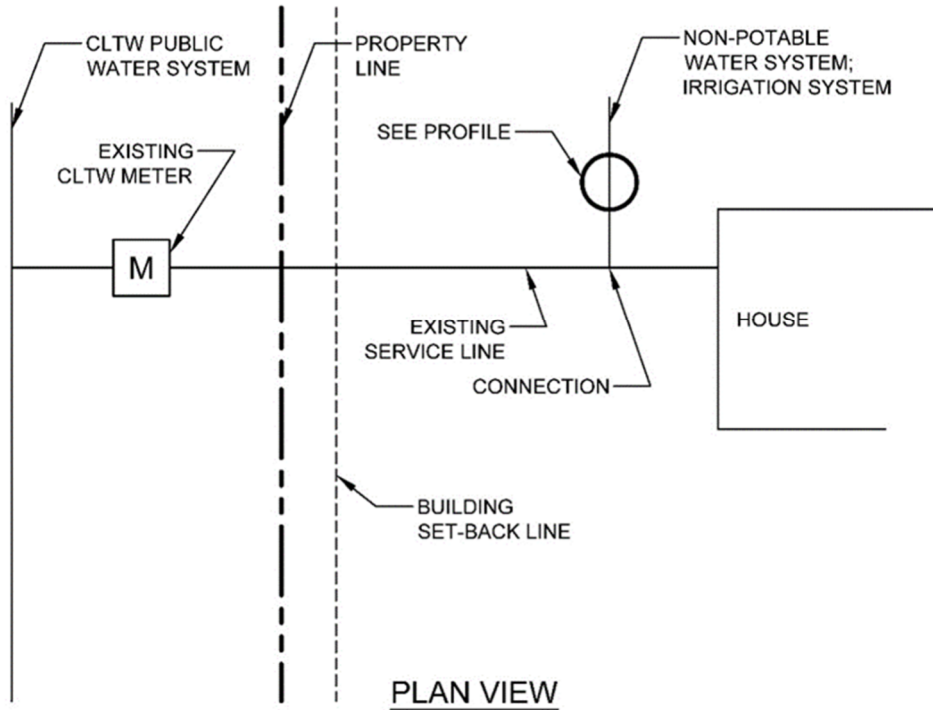 CLTW PUBLIC
WATER SYSTEM
PROPERTY
LINE
NON-POTABLE
WATER SYSTEM;
IRRIGATION SYSTEM
SEE PROFILE
EXISTING
CLTW METER
M
HOUSE
EXISTING
SERVICE LINE
CONNECTION
BUILDING
SET-BACK LINE
PLAN VIEW